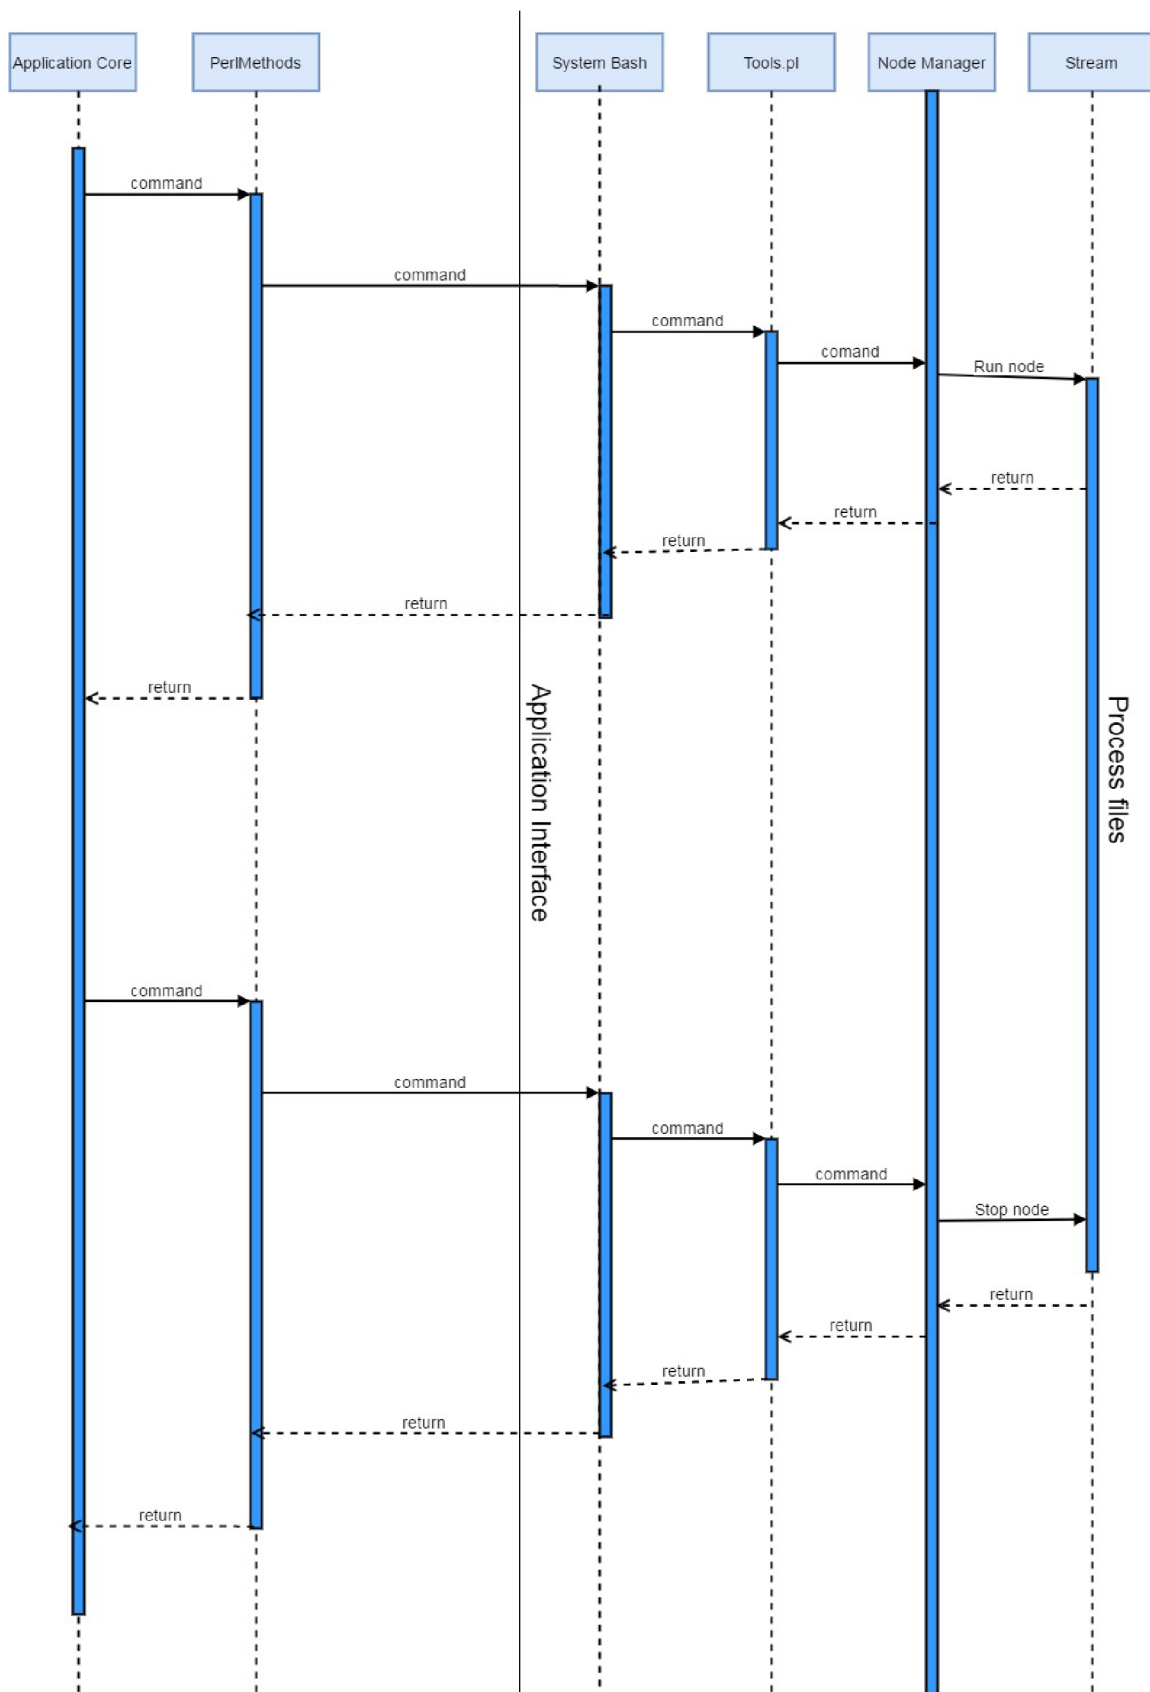 Application Core
PerlMethods
System Bash
Tools.pl
Node Manager
Stream
command
command
command
comand
Run node
return
return
return
return
return
Application Interface
Process files
command
command
command
command
Stop node
return
return
return
return
return